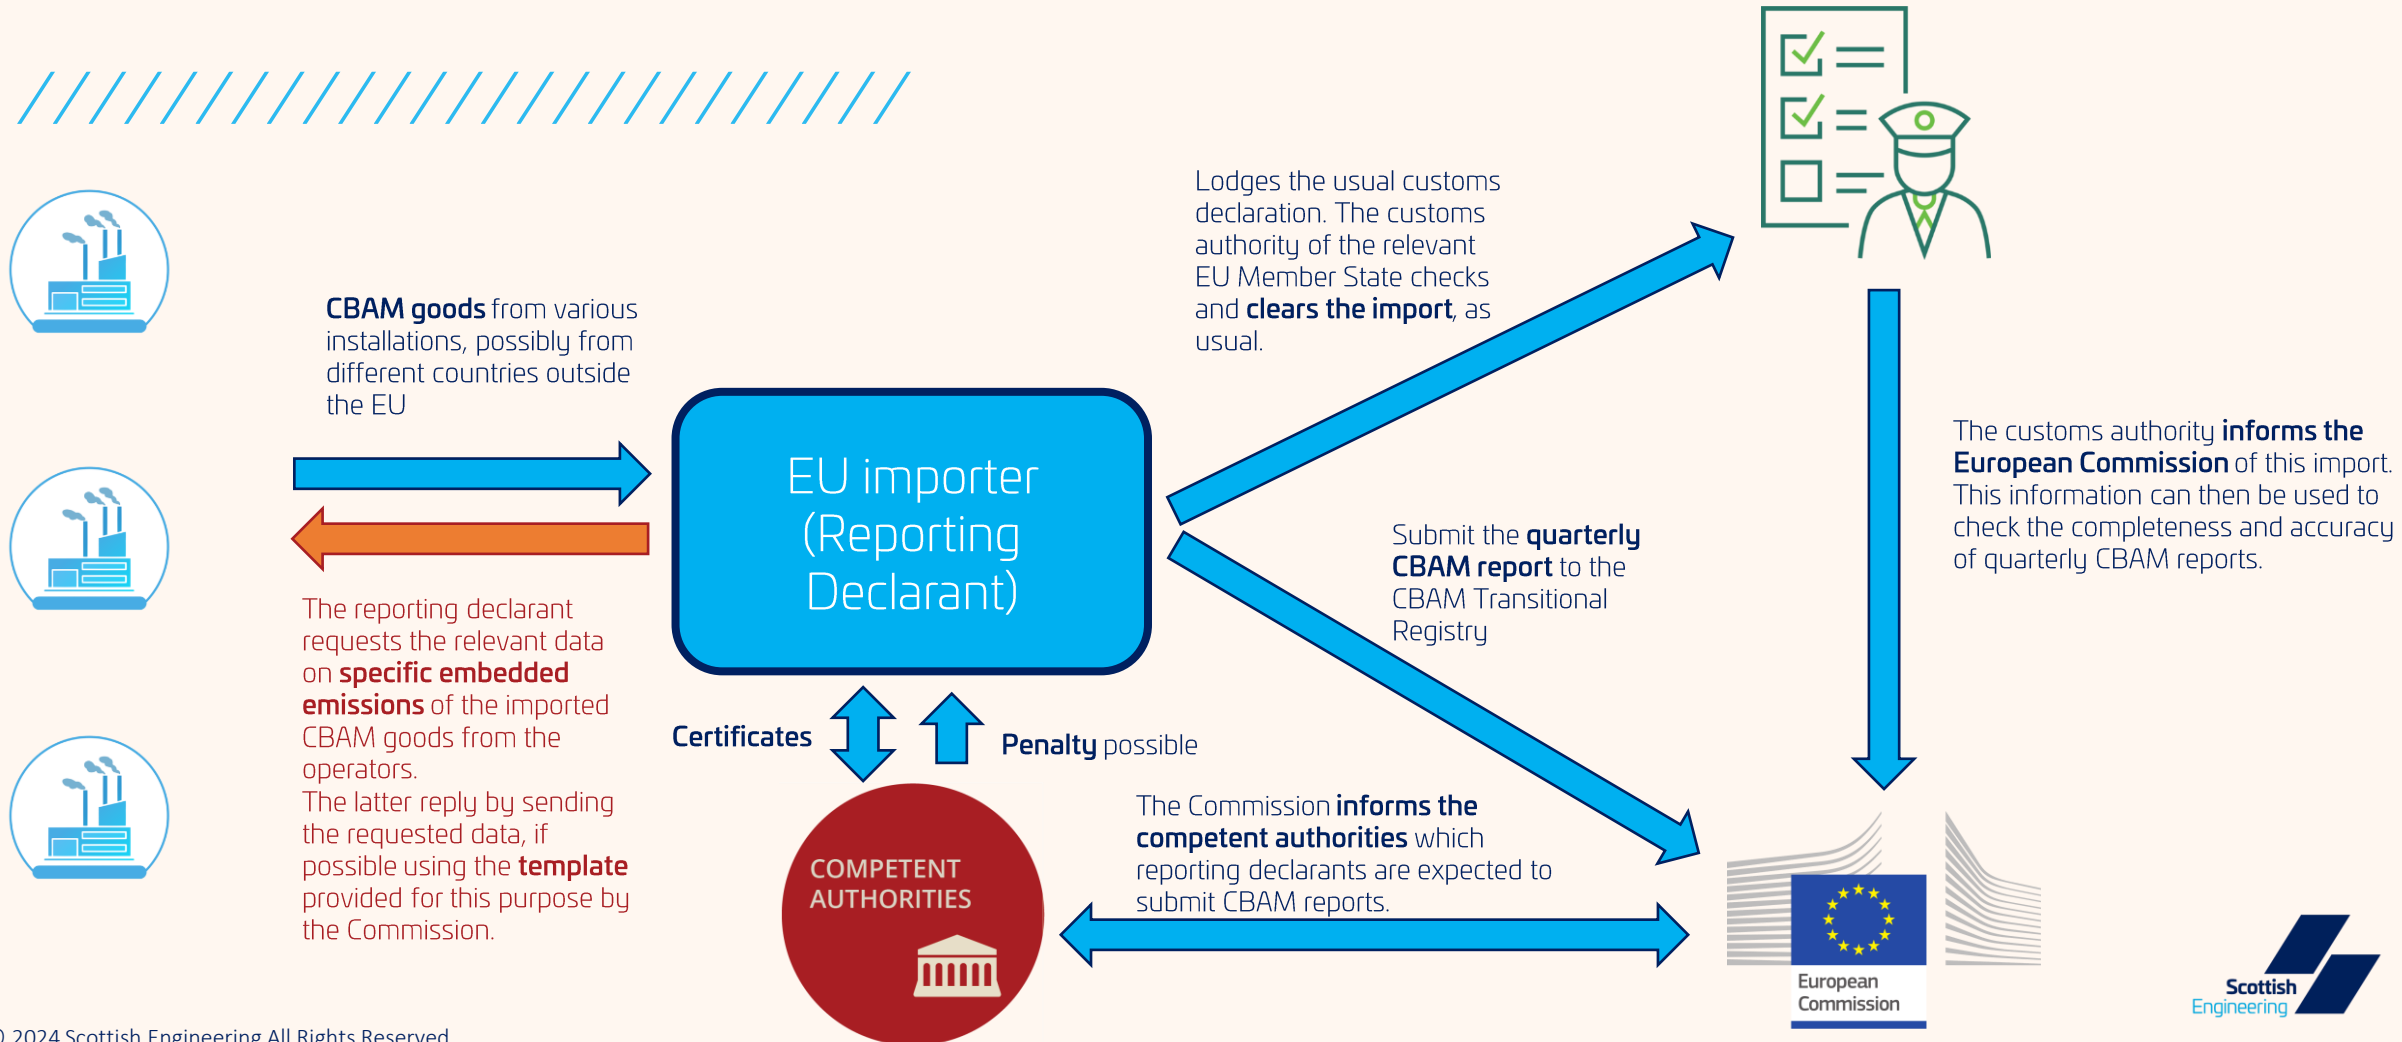 CBAM goods from various
installations, possibly from
different countries outside
the EU
The reporting declarant
requests the relevant data
on specific embedded
emissions of the imported
CBAM goods from the
operators.
The latter reply by sending
the requested data, if
possible using the template
provided for this purpose by
the Commission.
EU importer
(Reporting
Declarant)
Certificates
Penalty possible
COMPETENT
AUTHORITIES
Lodges the usual customs
declaration. The customs
authority of the relevant
EU Member State checks
and clears the import, as
usual.
Submit the quarterly
CBAM report to the
CBAM Transitional
Registry
The Commission informs the
competent authorities which
reporting declarants are expected to
submit CBAM reports.
The customs authority informs the
European Commission of this import.
This information can then be used to
check the completeness and accuracy
of quarterly CBAM reports.
European
Commission
Scottish
Engineering
© 2024 Scottish Engineering All Rights Reserved